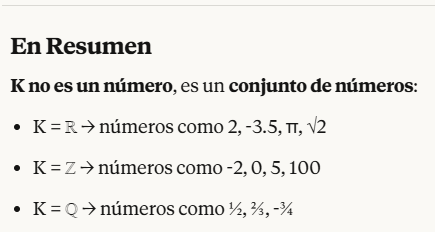 En Resumen
K no es un número, es un conjunto de números:
• K = ℝ → números como 2, -3.5, π, √2
• K = ℤ → números como -2, 0, 5, 100
• K = ℚ → números como ½, ⅔, -¾